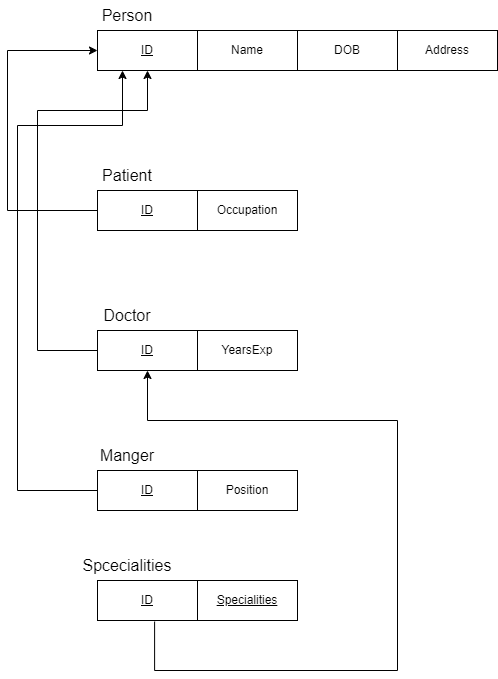 Person
ID Name DOB Address
Patient
ID Occupation
Doctor
ID YearsExp
Manger
ID Position
Spcecialities
ID Specialities